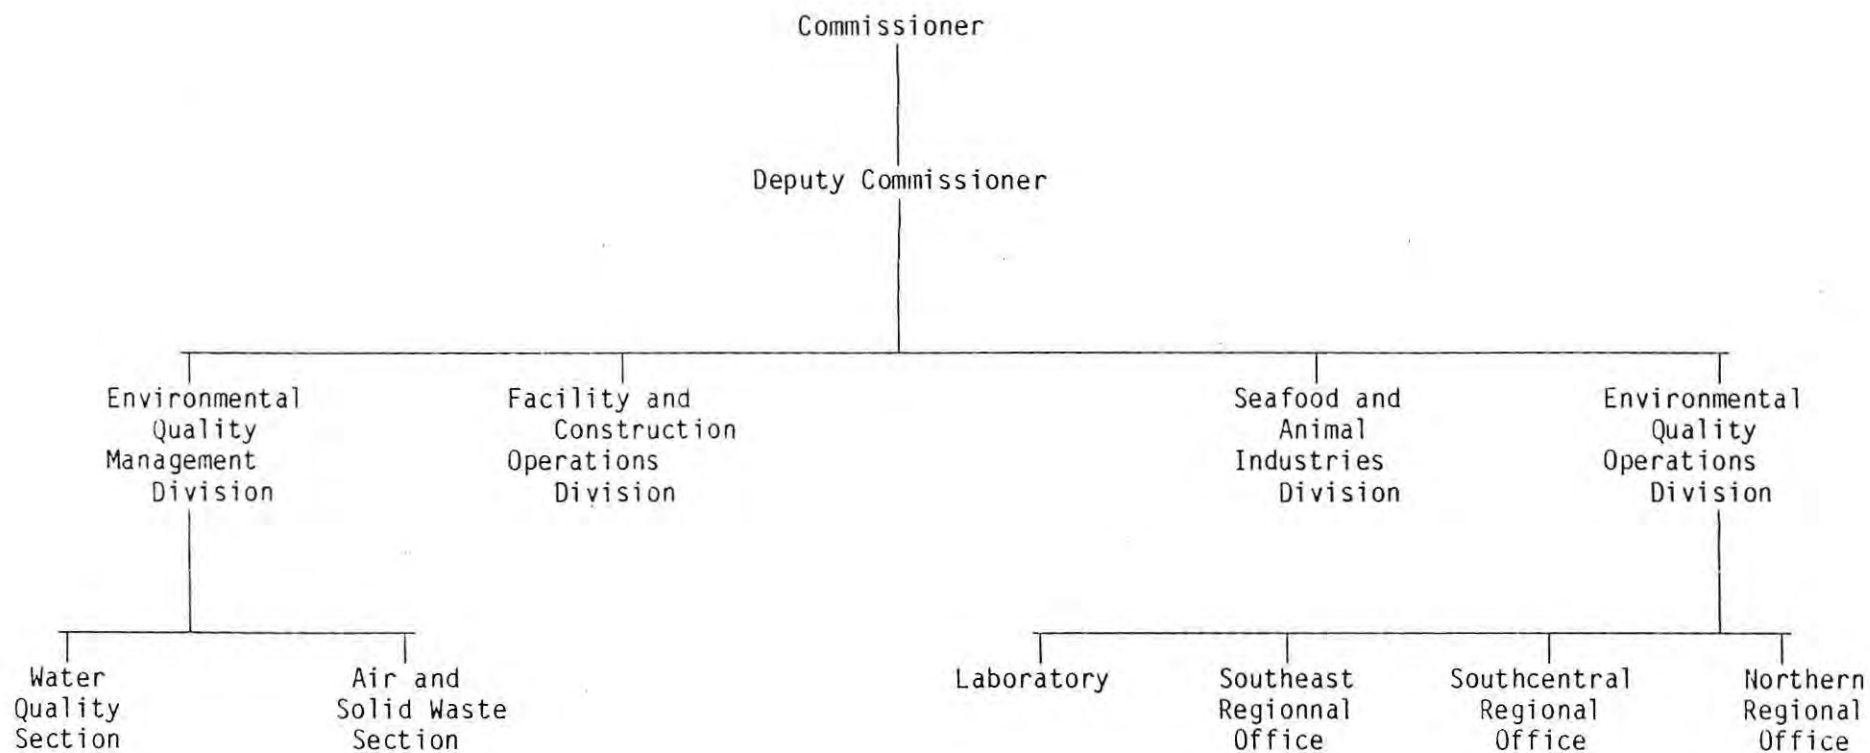 Commissioner
Deputy Commissioner
Environmental
Quality
Management
Division
Facility and
Construction
Operations
Division
Seafood and
Animal
Industries
Division
Environmental
Quality
Operations
Division
Water
Quality
Section
Air and
Solid Waste
Section
Laboratory
Southeast
Regionnal
Office
Southcentral
Regional
Office
Northern
Regional
Office